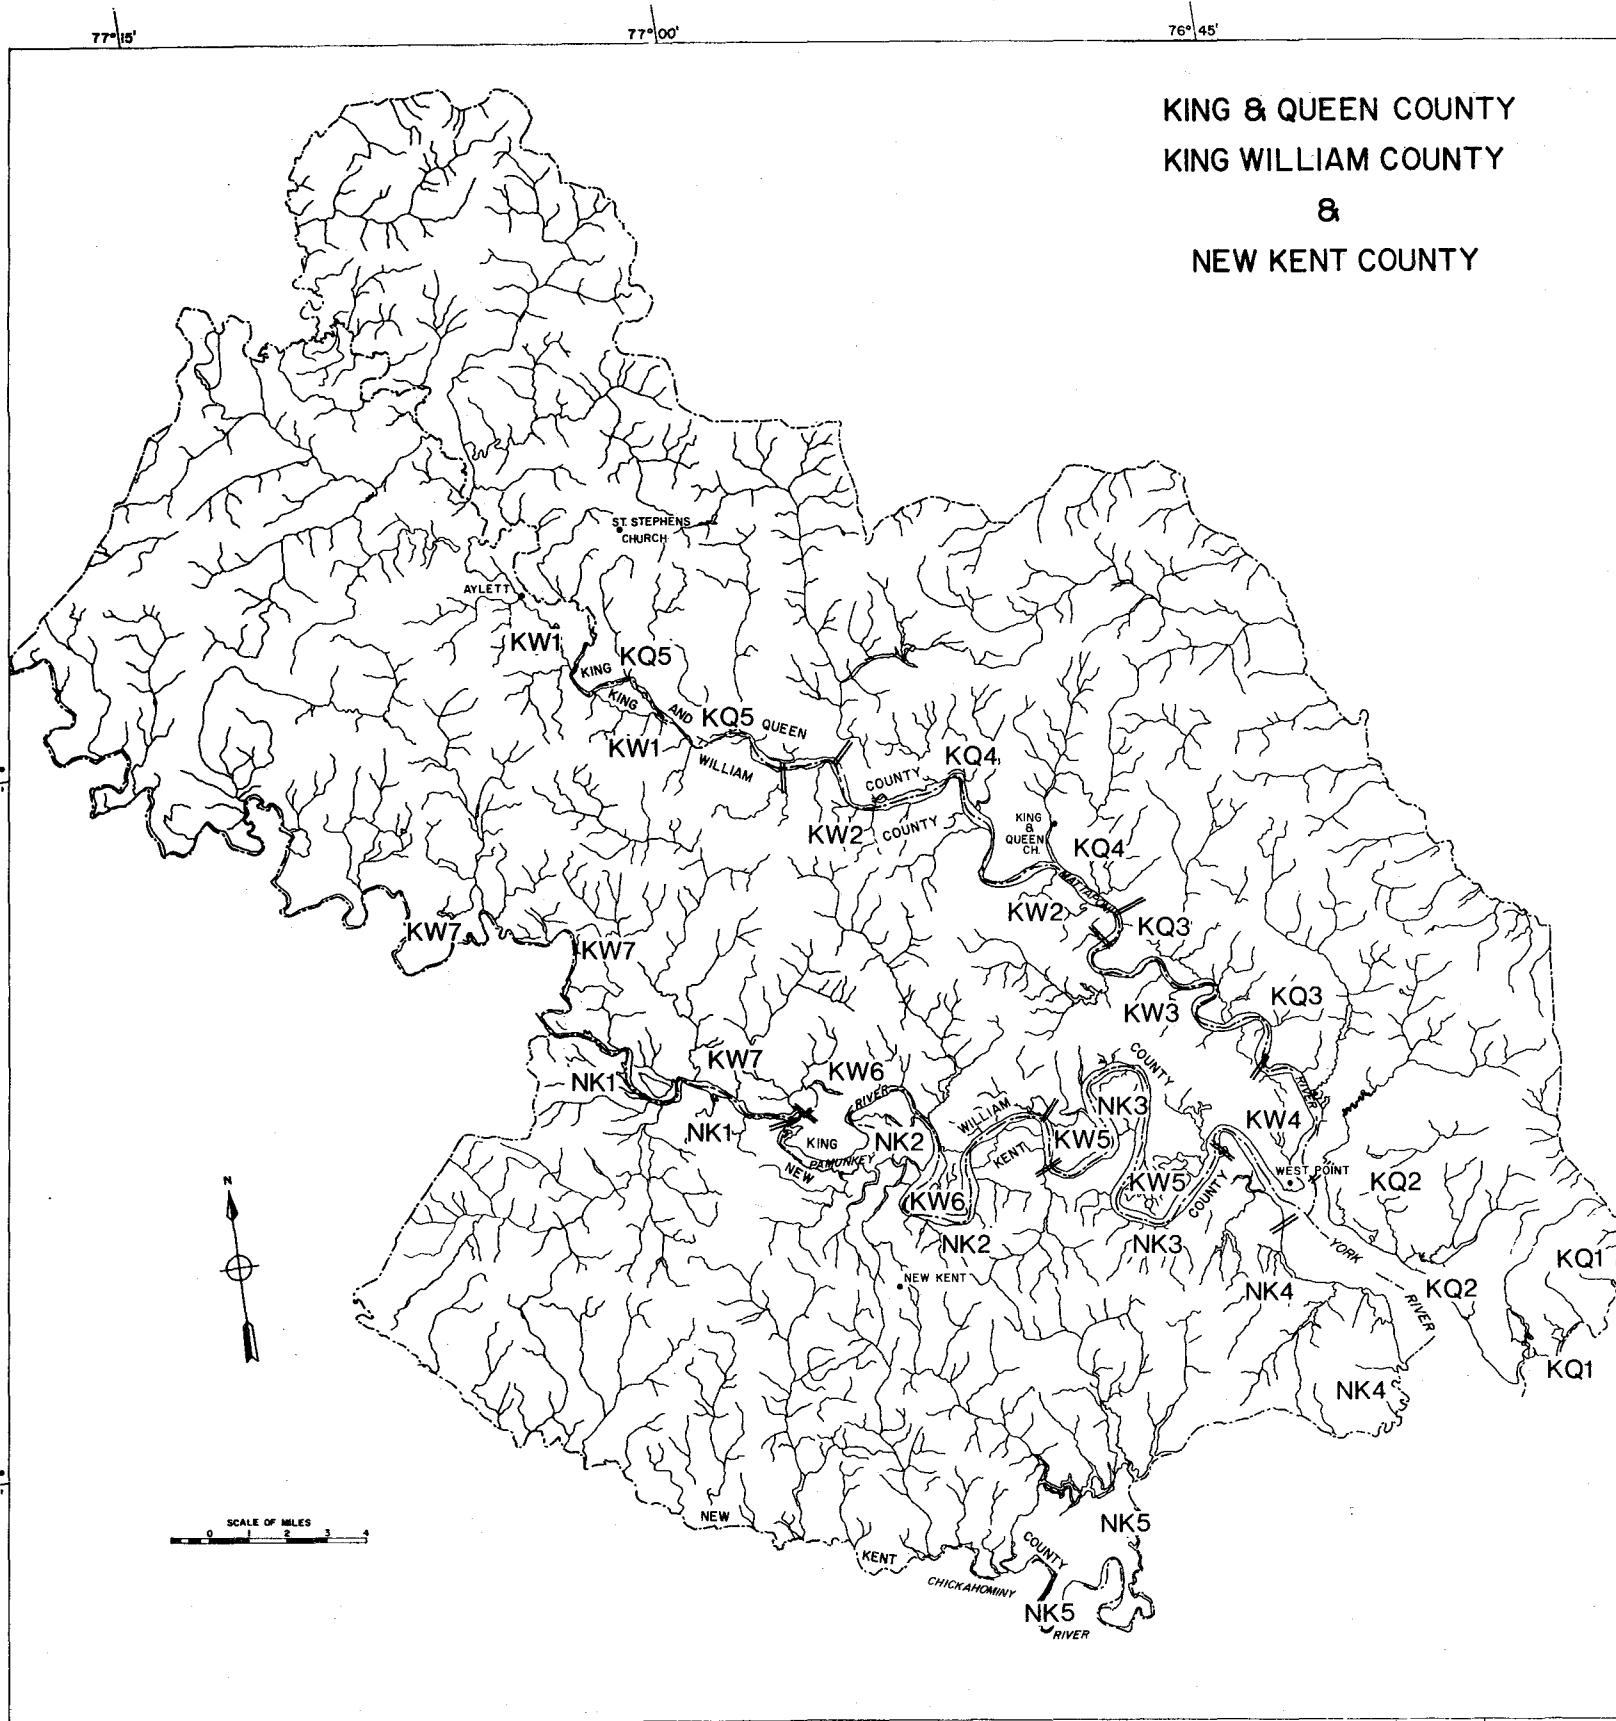 77° 15'
77° 00'
76° 45'
KING & QUEEN COUNTY
KING WILLIAM COUNTY
&
NEW KENT COUNTY
ST. STEPHENS
CHURCH
AYLETT
KW1
KQ5
KING
KING
AND
KQ5
QUEEN
KW1
WILLIAM
KQ4
COUNTY
KW2
COUNTY
KING
&
QUEEN
CH.
KQ4
MATTAPONI
KW2
KQ3
KW7
KW7
KQ3
KW3
COUNTY
KW7
KW6
NK1
RIVER
RIVER
NK3
WILLIAM
KW4
NK1
KING
NK2
KENT
KW5
PAMUNKEY
NEW
WEST POINT
KQ2
KW5
COUNTY
KW6
N
NK2
NK3
YORK
KQ1
NEW KENT
NK4
KQ2
RIVER
KQ1
NK4
SCALE OF MILES
0 1 2 3 4
NEW
NK5
COUNTY
KENT
CHICKAHOMINY
NK5
RIVER